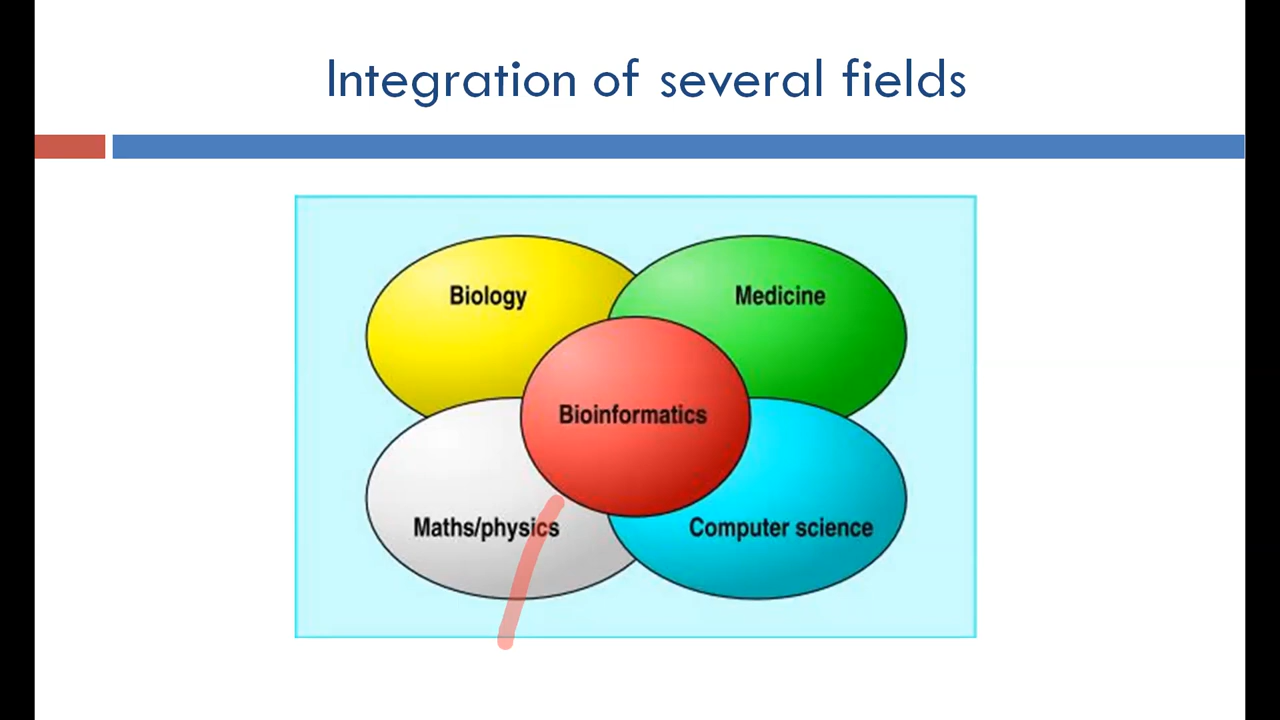 Integration of several fields
Biology
Medicine
Bioinformatics
Maths/physics
Computer science